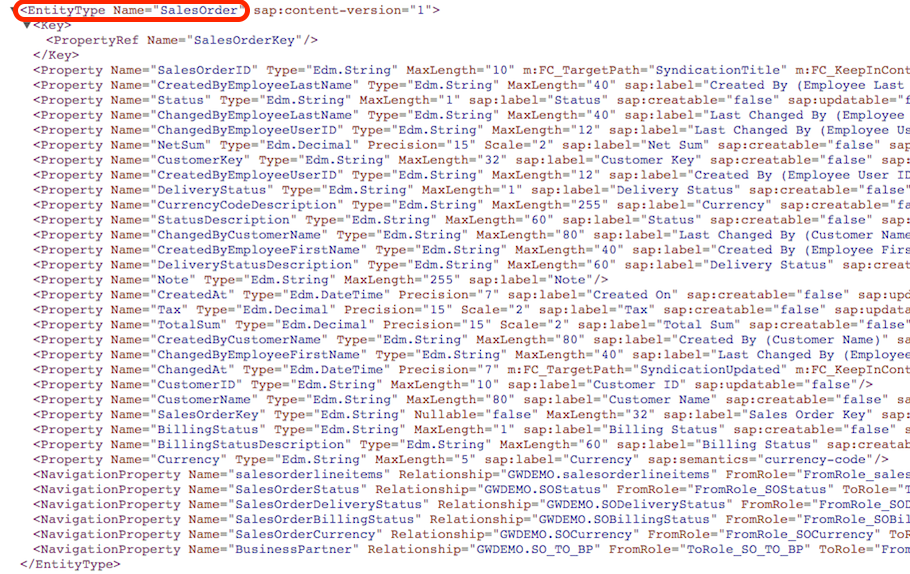 ▼<EntityType Name="SalesOrder" sap:content-version="1">
▼<Key>
<PropertyRef Name="SalesOrderKey"/>
</Key>
<Property Name="SalesOrderID" Type="Edm.String" MaxLength="10" m:FC_TargetPath="SyndicationTitle" m:FC_KeepInCont
<Property Name="CreatedByEmployeeLastName" Type="Edm.String" MaxLength="40" sap:label="Created By (Employee Last
<Property Name="Status" Type="Edm.String" MaxLength="1" sap:label="Status" sap:creatable="false" sap:updatable="f
<Property Name="ChangedByEmployeeLastName" Type="Edm.String" MaxLength="40" sap:label="Last Changed By (Employee
<Property Name="ChangedByEmployeeUserID" Type="Edm.String" MaxLength="12" sap:label="Last Changed By (Employee Us
<Property Name="NetSum" Type="Edm.Decimal" Precision="15" Scale="2" sap:label="Net Sum" sap:creatable="false" sap
<Property Name="CustomerKey" Type="Edm.String" MaxLength="32" sap:label="Customer Key" sap:creatable="false" sap:
<Property Name="CreatedByEmployeeUserID" Type="Edm.String" MaxLength="12" sap:label="Created By (Employee User ID
<Property Name="DeliveryStatus" Type="Edm.String" MaxLength="1" sap:label="Delivery Status" sap:creatable="false"
<Property Name="CurrencyCodeDescription" Type="Edm.String" MaxLength="255" sap:label="Currency" sap:creatable="fa
<Property Name="StatusDescription" Type="Edm.String" MaxLength="60" sap:label="Status" sap:creatable="false" sap:
<Property Name="ChangedByCustomerName" Type="Edm.String" MaxLength="80" sap:label="Last Changed By (Customer Name
<Property Name="CreatedByEmployeeFirstName" Type="Edm.String" MaxLength="40" sap:label="Created By (Employee Firs
<Property Name="DeliveryStatusDescription" Type="Edm.String" MaxLength="60" sap:label="Delivery Status" sap:creat
<Property Name="Note" Type="Edm.String" MaxLength="255" sap:label="Note"/>
<Property Name="CreatedAt" Type="Edm.DateTime" Precision="7" sap:label="Created On" sap:creatable="false" sap:upd
<Property Name="Tax" Type="Edm.Decimal" Precision="15" Scale="2" sap:label="Tax" sap:creatable="false" sap:updata
<Property Name="TotalSum" Type="Edm.Decimal" Precision="15" Scale="2" sap:label="Total Sum" sap:creatable="false"
<Property Name="CreatedByCustomerName" Type="Edm.String" MaxLength="80" sap:label="Created By (Customer Name)" sa
<Property Name="ChangedByEmployeeFirstName" Type="Edm.String" MaxLength="40" sap:label="Last Changed By (Employee
<Property Name="ChangedAt" Type="Edm.DateTime" Precision="7" m:FC_TargetPath="SyndicationUpdated" m:FC_KeepInCont
<Property Name="CustomerID" Type="Edm.String" MaxLength="10" sap:label="Customer ID" sap:updatable="false"/>
<Property Name="CustomerName" Type="Edm.String" MaxLength="80" sap:label="Customer Name" sap:creatable="false" sa
<Property Name="SalesOrderKey" Type="Edm.String" Nullable="false" MaxLength="32" sap:label="Sales Order Key" sap:
<Property Name="BillingStatus" Type="Edm.String" MaxLength="1" sap:label="Billing Status" sap:creatable="false" s
<Property Name="BillingStatusDescription" Type="Edm.String" MaxLength="60" sap:label="Billing Status" sap:creatab
<Property Name="Currency" Type="Edm.String" MaxLength="5" sap:label="Currency" sap:semantics="currency-code"/>
<NavigationProperty Name="salesorderlineitems" Relationship="GWDEMO.salesorderlineitems" FromRole="FromRole_sales
<NavigationProperty Name="SalesOrderStatus" Relationship="GWDEMO.SOStatus" FromRole="FromRole_SOStatus" ToRole="T
<NavigationProperty Name="SalesOrderDeliveryStatus" Relationship="GWDEMO.SODeliveryStatus" FromRole="FromRole_SOD
<NavigationProperty Name="SalesOrderBillingStatus" Relationship="GWDEMO.SOBillingStatus" FromRole="FromRole_SOBil
<NavigationProperty Name="SalesOrderCurrency" Relationship="GWDEMO.SOCurrency" FromRole="FromRole_SOCurrency" ToR
<NavigationProperty Name="BusinessPartner" Relationship="GWDEMO.SO_TO_BP" FromRole="ToRole_SO_TO_BP" ToRole="From
</EntityType>